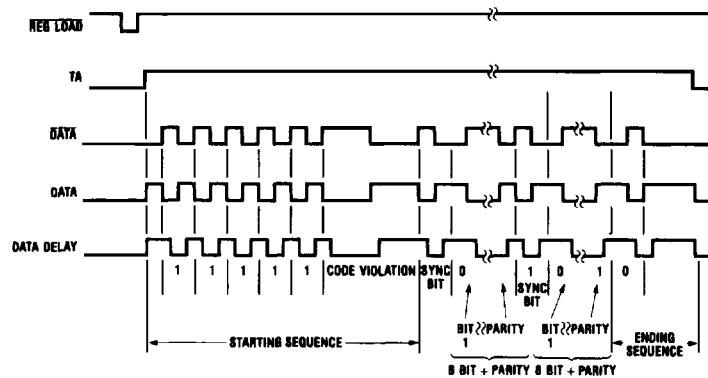 REG LOAD
TA
DATA
DATA
DATA DELAY
1 1 1 1 1 CODE VIOLATION SYNC BIT 0 1 SYNC BIT 0 1 0
BIT 1 PARITY BIT 1 PARITY
STARTING SEQUENCE
ENDING SEQUENCE
8 BIT + PARITY 8 BIT + PARITY